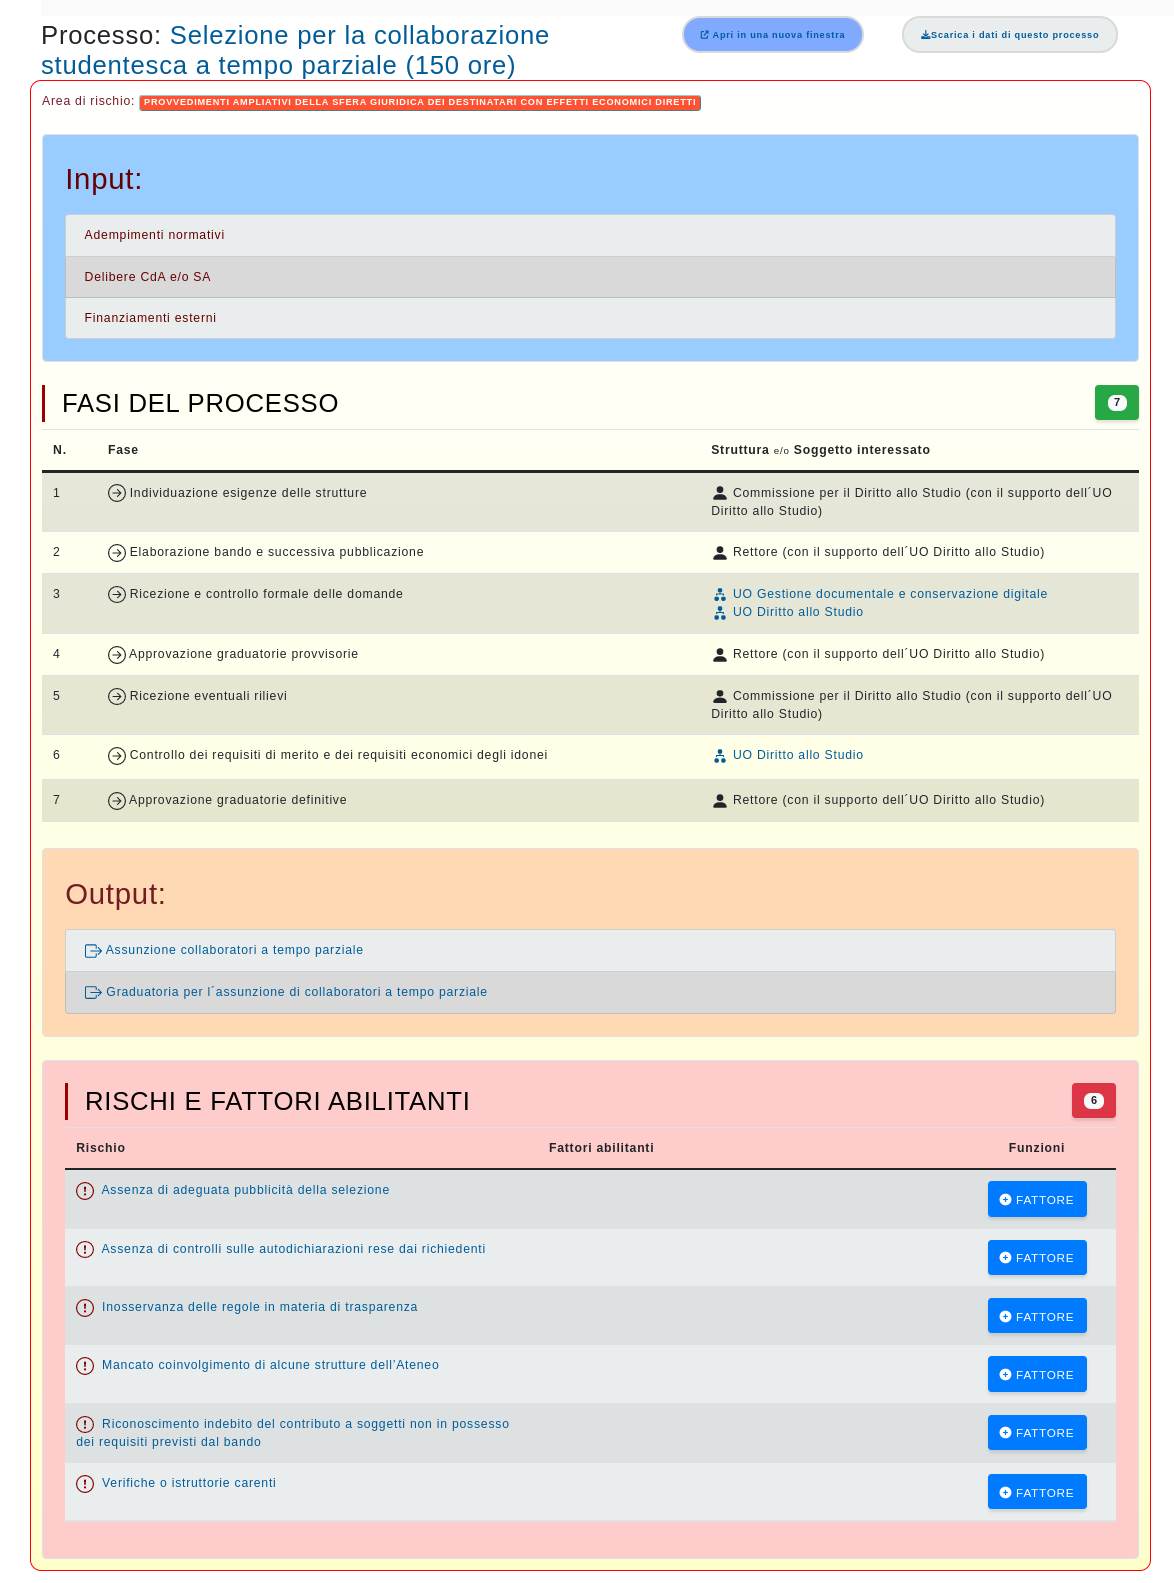 Processo: Selezione per la collaborazione
studentesca a tempo parziale (150 ore)
Apri in una nuova finestra
Scarica i dati di questo processo
Area di rischio: PROVVEDIMENTI AMPLIATIVI DELLA SFERA GIURIDICA DEI DESTINATARI CON EFFETTI ECONOMICI DIRETTI
Input:
Adempimenti normativi
Delibere CdA e/o SA
Finanziamenti esterni
FASI DEL PROCESSO 7
N. Fase Struttura e/o Soggetto interessato
1 Individuazione esigenze delle strutture Commissione per il Diritto allo Studio (con il supporto dell´UO
Diritto allo Studio)
2 Elaborazione bando e successiva pubblicazione Rettore (con il supporto dell´UO Diritto allo Studio)
3 Ricezione e controllo formale delle domande UO Gestione documentale e conservazione digitale
UO Diritto allo Studio
4 Approvazione graduatorie provvisorie Rettore (con il supporto dell´UO Diritto allo Studio)
5 Ricezione eventuali rilievi Commissione per il Diritto allo Studio (con il supporto dell´UO
Diritto allo Studio)
6 Controllo dei requisiti di merito e dei requisiti economici degli idonei UO Diritto allo Studio
7 Approvazione graduatorie definitive Rettore (con il supporto dell´UO Diritto allo Studio)
Output:
Assunzione collaboratori a tempo parziale
Graduatoria per l´assunzione di collaboratori a tempo parziale
RISCHI E FATTORI ABILITANTI 6
Rischio Fattori abilitanti Funzioni
Assenza di adeguata pubblicità della selezione FATTORE
Assenza di controlli sulle autodichiarazioni rese dai richiedenti FATTORE
Inosservanza delle regole in materia di trasparenza FATTORE
Mancato coinvolgimento di alcune strutture dell’Ateneo FATTORE
Riconoscimento indebito del contributo a soggetti non in possesso
dei requisiti previsti dal bando FATTORE
Verifiche o istruttorie carenti FATTORE